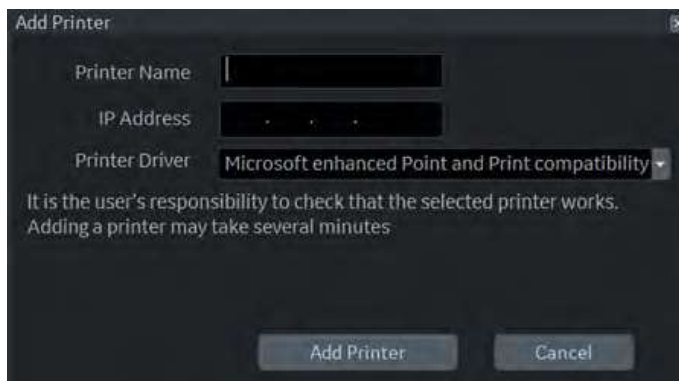 Add Printer
Printer Name
IP Address
. . .
Printer Driver Microsoft enhanced Point and Print compatibility
It is the user's responsibility to check that the selected printer works.
Adding a printer may take several minutes
Add Printer Cancel